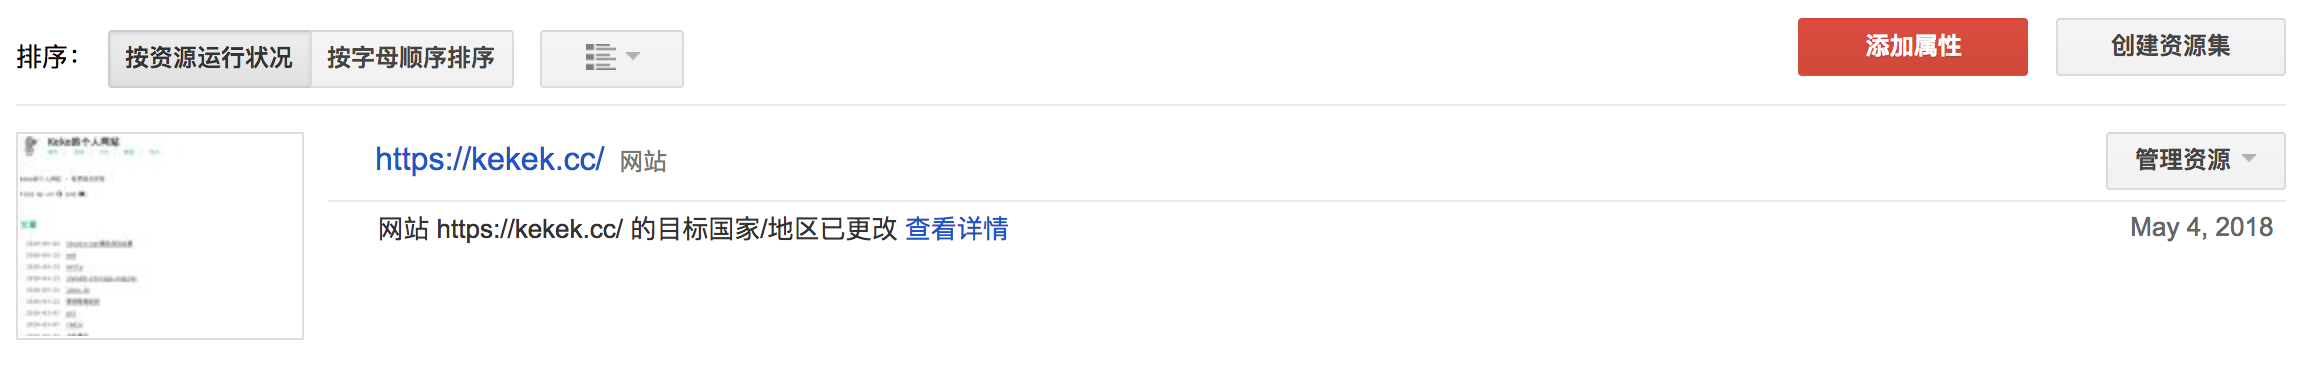 排序：
按资源运行状况
按字母顺序排序
添加属性
创建资源集
Keke的个人网站
https://kekek.cc/ 网站
管理资源
网站 https://kekek.cc/ 的目标国家/地区已更改 查看详情
May 4, 2018